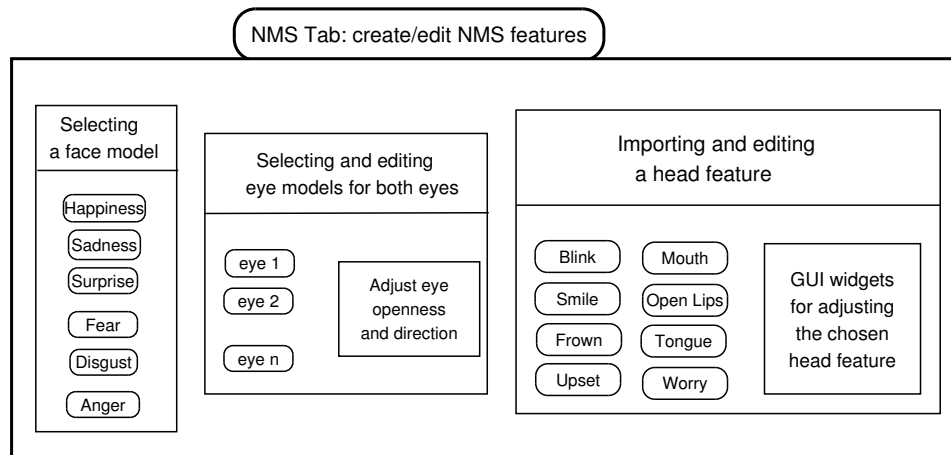 NMS Tab: create/edit NMS features
Selecting
a face model
Happiness
Sadness
Surprise
Fear
Disgust
Anger
Selecting and editing
eye models for both eyes
eye 1
eye 2
eye n
Adjust eye
openness
and direction
Importing and editing
a head feature
Blink
Smile
Frown
Upset
Mouth
Open Lips
Tongue
Worry
GUI widgets
for adjusting
the chosen
head feature